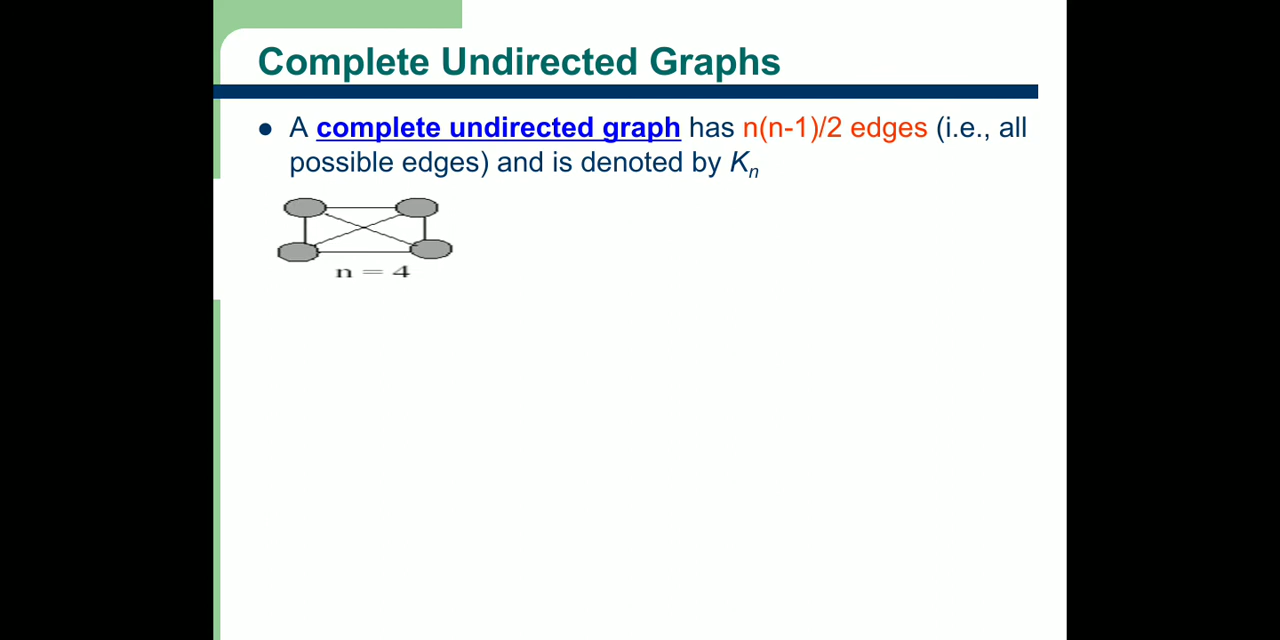 Complete Undirected Graphs
● A complete undirected graph has n(n-1)/2 edges (i.e., all
possible edges) and is denoted by Kn
n = 4